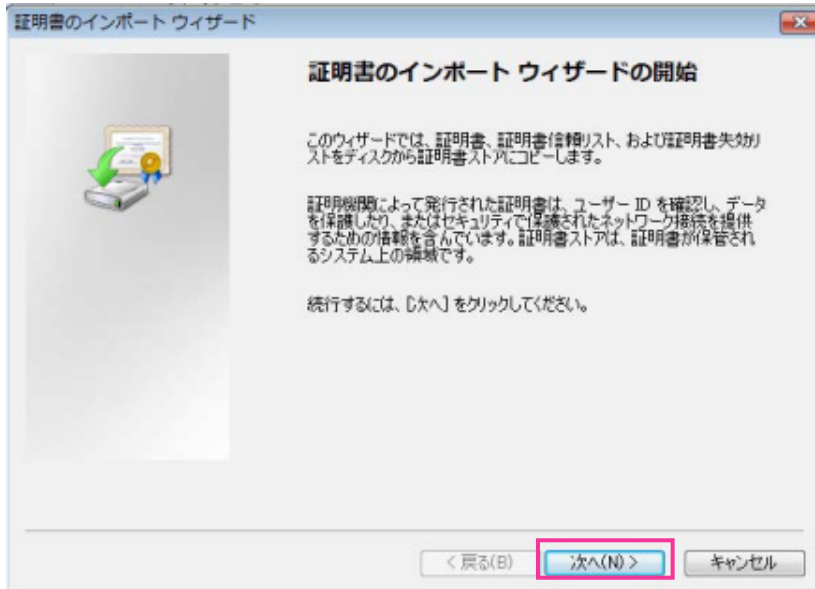 証明書のインポート ウィザード
証明書のインポート ウィザードの開始
このウィザードでは、証明書、証明書信頼リスト、および証明書失効リ
ストをディスクから証明書ストアにコピーします。
証明機関によって発行された証明書は、ユーザー ID を確認し、データ
を保護したり、またはセキュリティで保護されたネットワーク接続を提供
するための情報を含んでいます。証明書ストアは、証明書が保管され
るシステム上の領域です。
続行するには、[次へ] をクリックしてください。
< 戻る(B) 次へ(N) > キャンセル